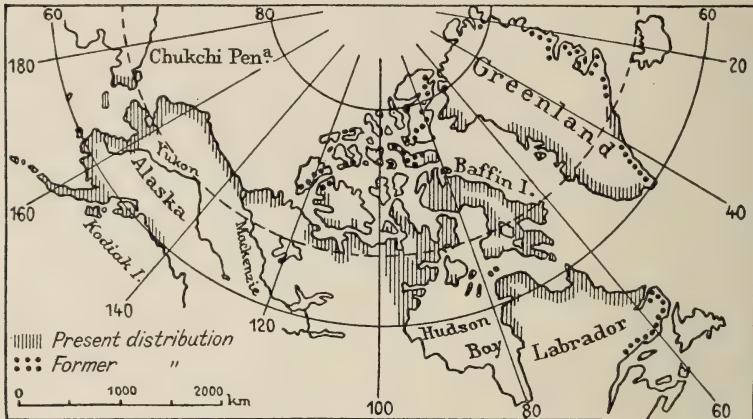 60
80
60
180
Chukchi Pen.ª
20
Greenland
Yukon
Alaska
Baffin I.
160
40
Kodiak I.
Mackenzie
140
120
Present distribution
Hudson
Bay
Labrador
Former "
0 1000 2000 km
100
80
60